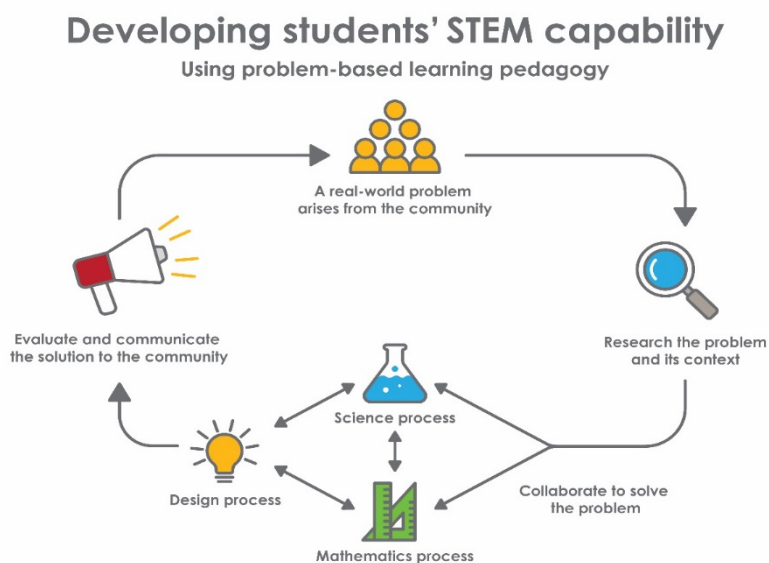 Developing students' STEM capability
Using problem-based learning pedagogy
A real-world problem
arises from the community
Research the problem
and its context
Collaborate to solve
the problem
Science process
Mathematics process
Design process
Evaluate and communicate
the solution to the community